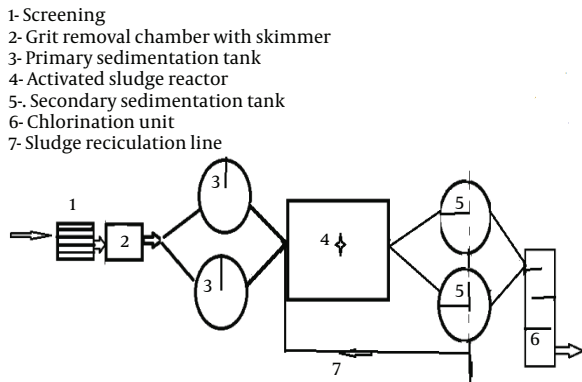 1- Screening
2- Grit removal chamber with skimmer
3- Primary sedimentation tank
4- Activated sludge reactor
5-. Secondary sedimentation tank
6- Chlorination unit
7- Sludge reciculation line
3
1
5
2
4
3
5
6
7